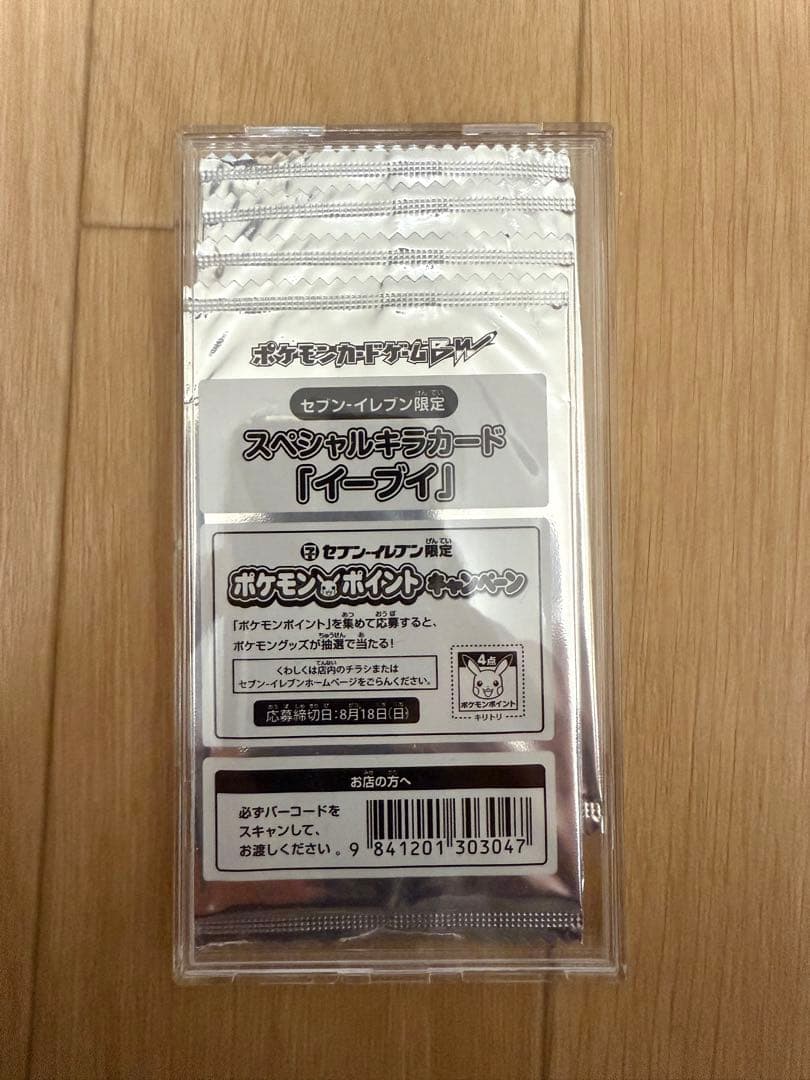 ポケモンカードゲームBW
セブン-イレブン限定
スペシャルキラカード
「イーブイ」
セブン-イレブン限定
ポケモンポイントキャンペーン
「ポケモンポイント」を集めて応募すると、
ポケモングッズが抽選で当たる!
くわしくは店内のチラシまたは
セブン-イレブンホームページをごらんください。
応募締切日:8月18日(日)
4点
ポケモンポイント
キリトリ
お店の方へ
必ずバーコードを
スキャンして、
お渡しください。
9 841201 303047